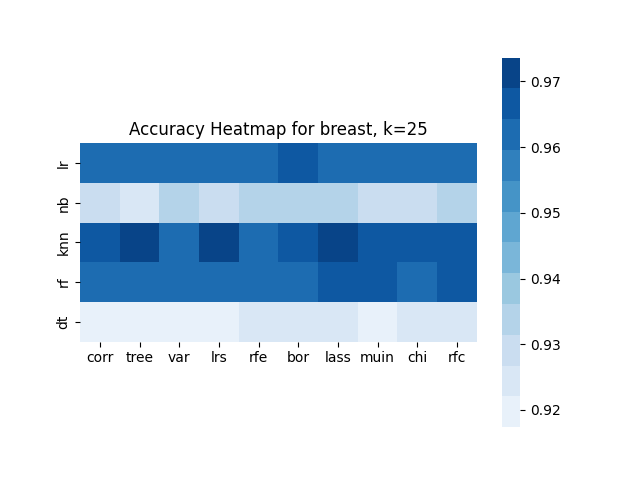 Accuracy Heatmap for breast, k=25
lr
nb
knn
rf
dt
corr tree var lrs rfe bor lass muin chi rfc
0.97
0.96
0.95
0.94
0.93
0.92